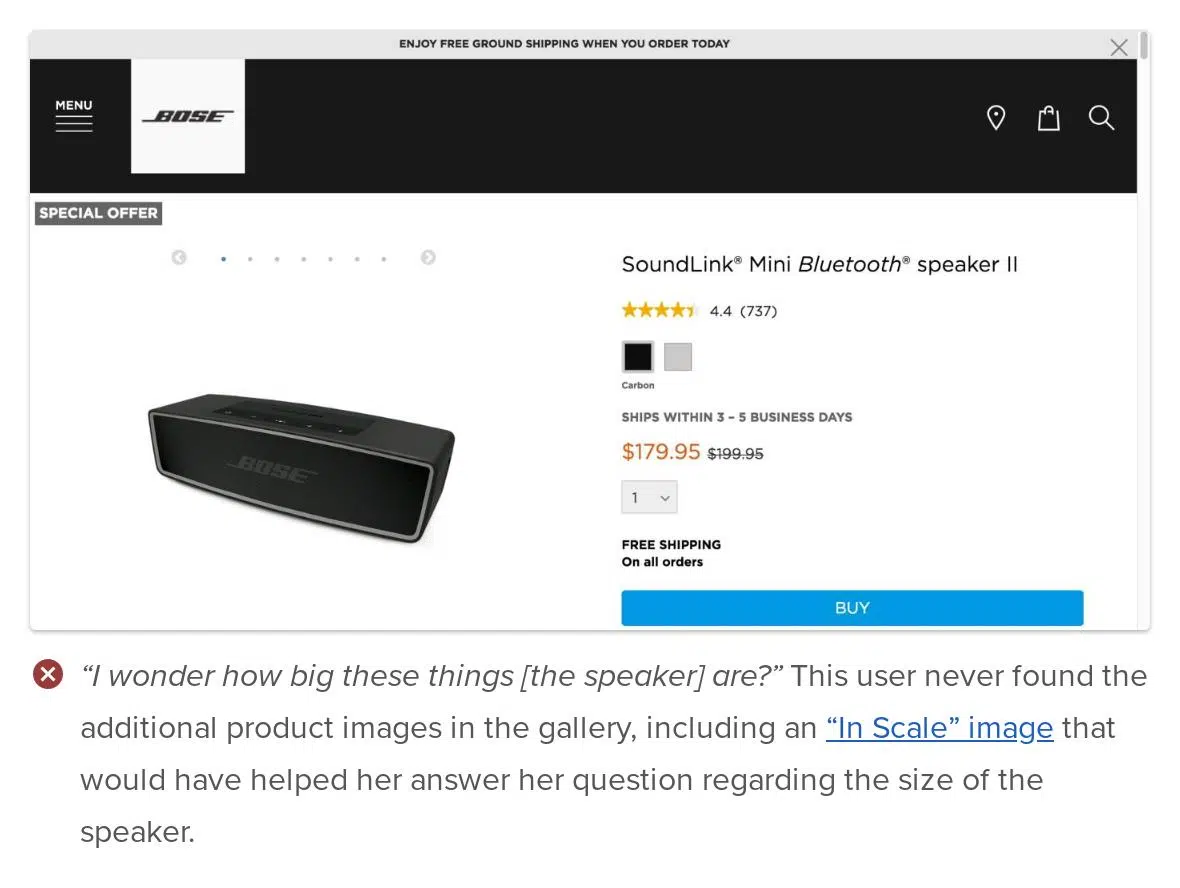 ENJOY FREE GROUND SHIPPING WHEN YOU ORDER TODAY
MENU
BOSE
SPECIAL OFFER
SoundLink® Mini Bluetooth® speaker II
4.4 (737)
Carbon
SHIPS WITHIN 3 – 5 BUSINESS DAYS
$179.95 $199.95
1
FREE SHIPPING
On all orders
BUY
BOSE
“I wonder how big these things [the speaker] are?” This user never found the
additional product images in the gallery, including an “In Scale” image that
would have helped her answer her question regarding the size of the
speaker.